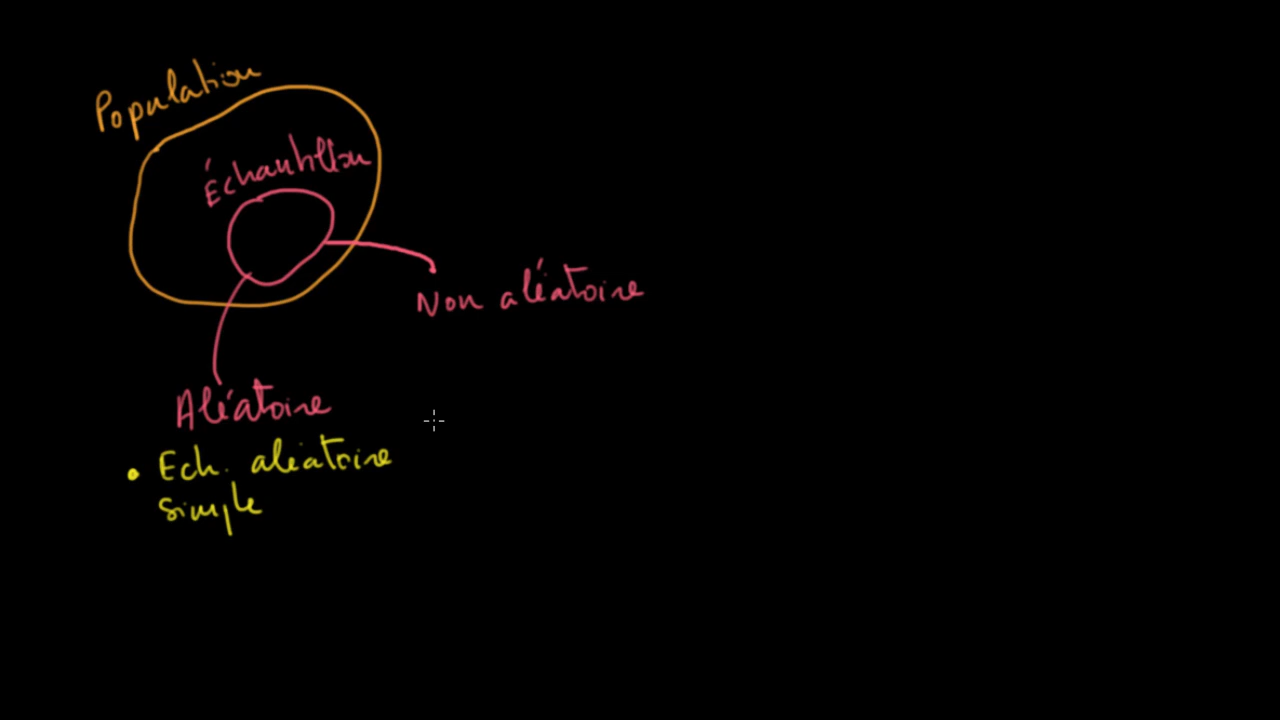 Population
Échantillon
Non aléatoire
Aléatoire
• Ech. aléatoire
simple